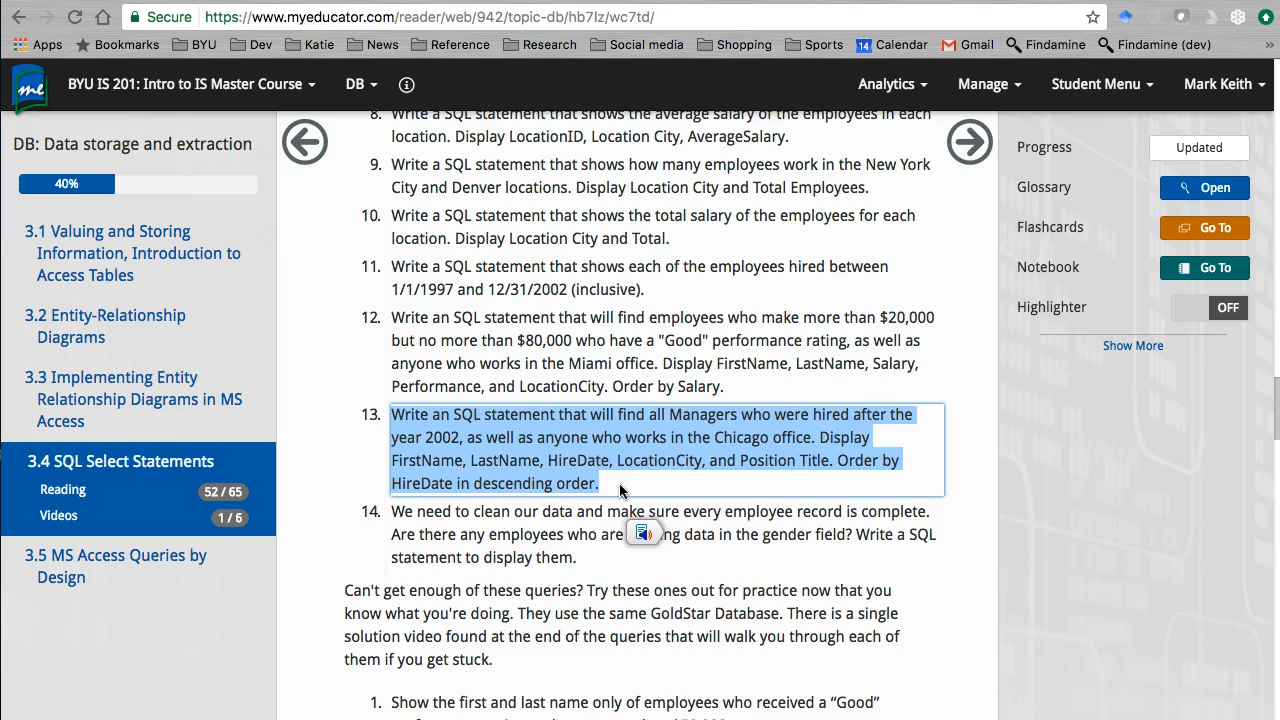 Secure https://www.myeducator.com/reader/web/942/topic-db/hb7lz/wc7td/
Apps Bookmarks BYU Dev Katie News Reference Research Social media Shopping Sports 14 Calendar Gmail Findamine Findamine (dev) »
me BYU IS 201: Intro to IS Master Course DB Analytics Manage Student Menu Mark Keith
DB: Data storage and extraction
40%
3.1 Valuing and Storing
Information, Introduction to
Access Tables
3.2 Entity-Relationship
Diagrams
3.3 Implementing Entity
Relationship Diagrams in MS
Access
3.4 SQL Select Statements
Reading 52 / 65
Videos 1 / 6
3.5 MS Access Queries by
Design
8. Write a SQL statement that shows the average salary of the employees in each
location. Display LocationID, Location City, AverageSalary.
9. Write a SQL statement that shows how many employees work in the New York
City and Denver locations. Display Location City and Total Employees.
10. Write a SQL statement that shows the total salary of the employees for each
location. Display Location City and Total.
11. Write a SQL statement that shows each of the employees hired between
1/1/1997 and 12/31/2002 (inclusive).
12. Write an SQL statement that will find employees who make more than $20,000
but no more than $80,000 who have a "Good" performance rating, as well as
anyone who works in the Miami office. Display FirstName, LastName, Salary,
Performance, and LocationCity. Order by Salary.
13. Write an SQL statement that will find all Managers who were hired after the
year 2002, as well as anyone who works in the Chicago office. Display
FirstName, LastName, HireDate, LocationCity, and Position Title. Order by
HireDate in descending order.
14. We need to clean our data and make sure every employee record is complete.
Are there any employees who are ng data in the gender field? Write a SQL
statement to display them.
Can't get enough of these queries? Try these ones out for practice now that you
know what you're doing. They use the same GoldStar Database. There is a single
solution video found at the end of the queries that will walk you through each of
them if you get stuck.
1. Show the first and last name only of employees who received a “Good”
Progress Updated
Glossary Open
Flashcards Go To
Notebook Go To
Highlighter OFF
Show More